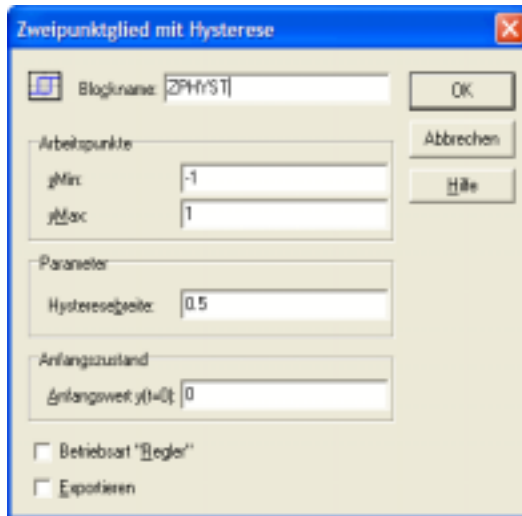 Zweipunktglied mit Hysterese
Blockname: ZPHYST
OK
Abbrechen
Hilfe
Arbeitspunkte
yMin: -1
yMax: 1
Parameter
Hysteresebreite: 0.5
Anfangszustand
Anfangswert y(t=0): 0
Betriebsart "Regler"
Exportieren